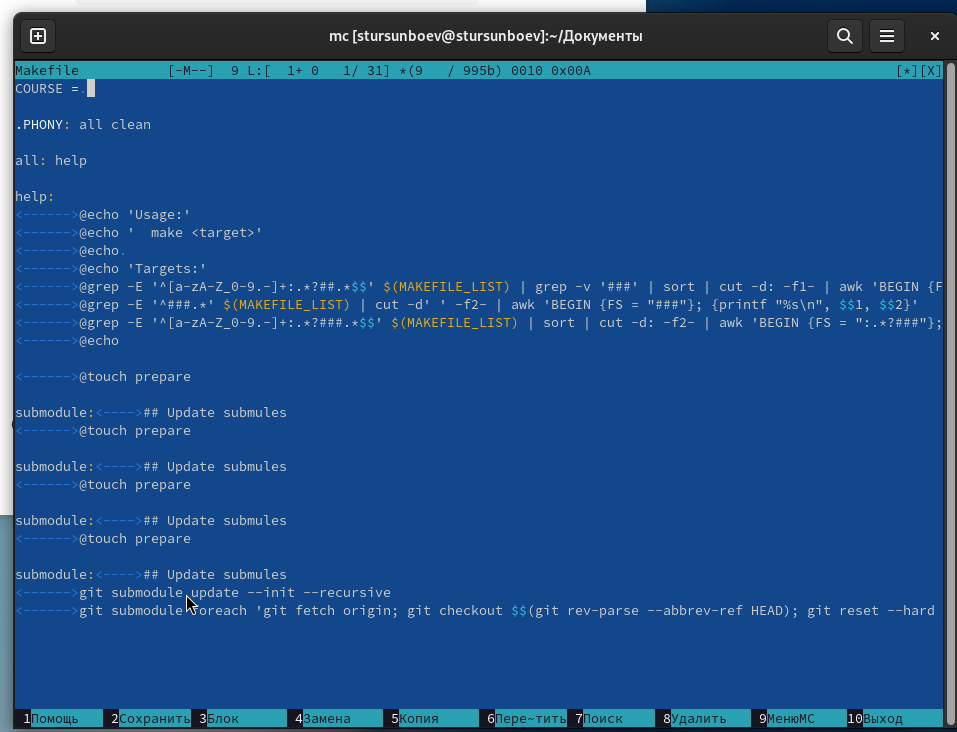 mc [stursunboev@stursunboev]:~/Документы
Makefile [-M--] 9 L:[ 1+ 0 1/ 31] *(9 / 995b) 0010 0x00A [*][X]
COURSE =.
.PHONY: all clean
all: help
help:
<------>@echo 'Usage:'
<------>@echo '  make <target>'
<------>@echo.
<------>@echo 'Targets:'
<------>@grep -E '^[a-zA-Z_0-9.-]+:.*?##.*$$' $(MAKEFILE_LIST) | grep -v '###' | sort | cut -d: -f1- | awk 'BEGIN {F
<------>@grep -E '^###.*' $(MAKEFILE_LIST) | cut -d' ' -f2- | awk 'BEGIN {FS = "###"}; {printf "%s\n", $$1, $$2}'
<------>@grep -E '^[a-zA-Z_0-9.-]+:.*?###.*$$' $(MAKEFILE_LIST) | sort | cut -d: -f2- | awk 'BEGIN {FS = ":.*?###"};
<------>@echo
<------>@touch prepare
submodule:<---->## Update submules
<------>@touch prepare
submodule:<---->## Update submules
<------>@touch prepare
submodule:<---->## Update submules
<------>@touch prepare
submodule:<---->## Update submules
<------>git submodule update --init --recursive
<------>git submodule foreach 'git fetch origin; git checkout $$(git rev-parse --abbrev-ref HEAD); git reset --hard
1Помощь 2Сохранить 3Блок 4Замена 5Копия 6Пере~тить 7Поиск 8Удалить 9МенюMC 10Выход